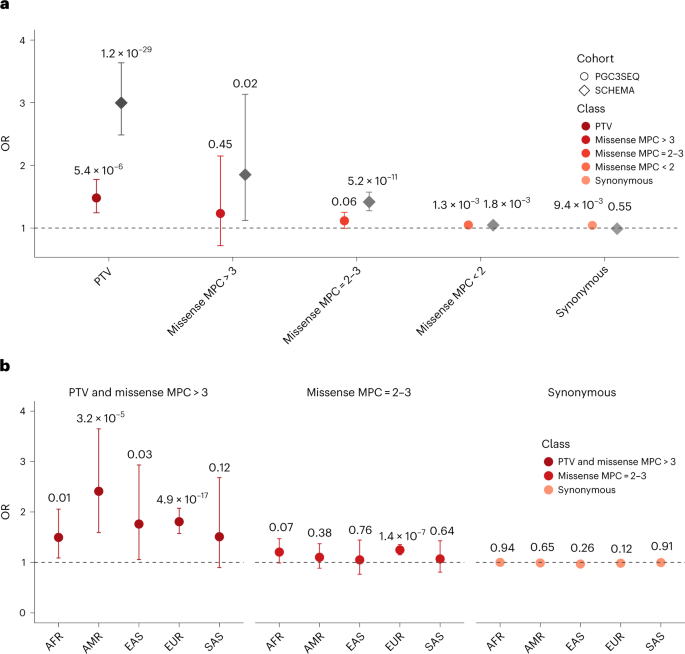 a
4
3
2
1
OR
1.2 × 10⁻²⁹
5.4 × 10⁻⁶
0.02
0.45
5.2 × 10⁻¹¹
0.06
1.3 × 10⁻³
1.8 × 10⁻³
9.4 × 10⁻³
0.55
Cohort
PGC3SEQ
SCHEMA
Class
PTV
Missense MPC > 3
Missense MPC = 2–3
Missense MPC < 2
Synonymous
PTV
Missense MPC > 3
Missense MPC = 2–3
Missense MPC < 2
Synonymous
b
PTV and missense MPC > 3
Missense MPC = 2–3
Synonymous
4
3
2
1
0
OR
0.01
3.2 × 10⁻⁵
0.03
4.9 × 10⁻¹⁷
0.12
0.07
0.38
0.76
1.4 × 10⁻⁷
0.64
Class
PTV and missense MPC > 3
Missense MPC = 2–3
Synonymous
0.94
0.65
0.26
0.12
0.91
AFR
AMR
EAS
EUR
SAS
AFR
AMR
EAS
EUR
SAS
AFR
AMR
EAS
EUR
SAS